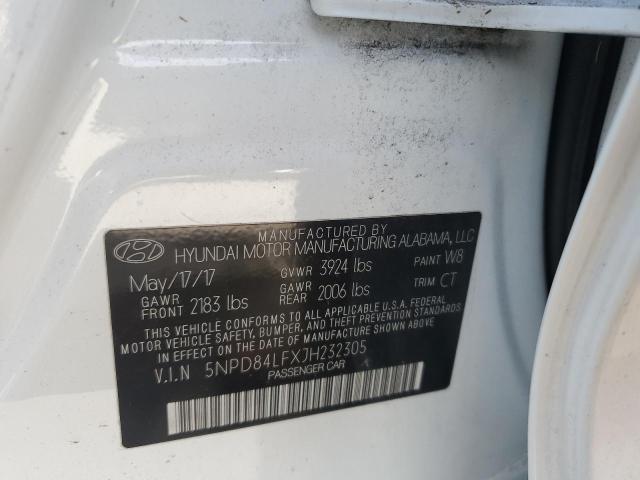 MANUFACTURED BY
HYUNDAI MOTOR MANUFACTURING ALABAMA, LLC
May/17/17 GVWR 3924 lbs PAINT W8
GAWR FRONT 2183 lbs GAWR REAR 2006 lbs TRIM CT
THIS VEHICLE CONFORMS TO ALL APPLICABLE U.S.A. FEDERAL
MOTOR VEHICLE SAFETY, BUMPER, AND THEFT PREVENTION STANDARDS
IN EFFECT ON THE DATE OF MANUFACTURE SHOWN ABOVE.
V.I.N 5NPD84LFXJH232305
PASSENGER CAR